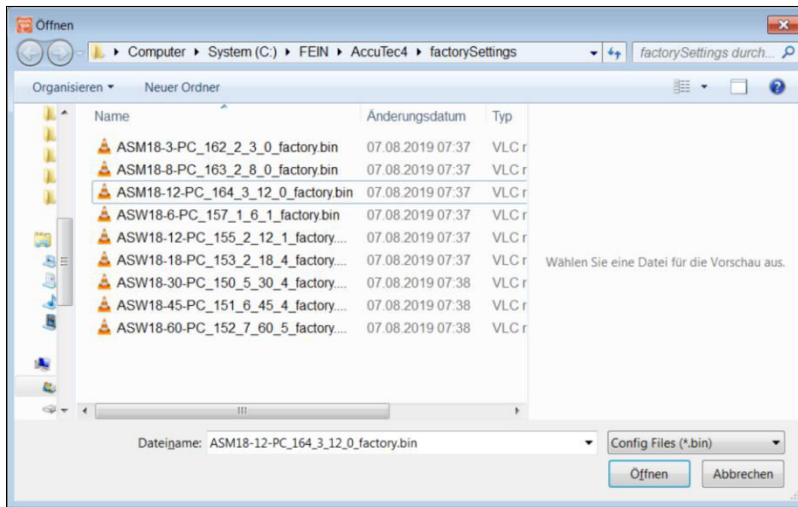 Öffnen
Computer System (C:) FEIN AccuTec4 factorySettings factorySettings durch...
Organisieren Neuer Ordner
Name Änderungsdatum Typ
ASM18-3-PC_162_2_3_0_factory.bin 07.08.2019 07:37 VLC r
ASM18-8-PC_163_2_8_0_factory.bin 07.08.2019 07:37 VLC r
ASM18-12-PC_164_3_12_0_factory.bin 07.08.2019 07:37 VLC r
ASW18-6-PC_157_1_6_1_factory.bin 07.08.2019 07:37 VLC r
ASW18-12-PC_155_2_12_1_factory.... 07.08.2019 07:37 VLC r
ASW18-18-PC_153_2_18_4_factory.... 07.08.2019 07:37 VLC r
ASW18-30-PC_150_5_30_4_factory.... 07.08.2019 07:38 VLC r
ASW18-45-PC_151_6_45_4_factory.... 07.08.2019 07:38 VLC r
ASW18-60-PC_152_7_60_5_factory.... 07.08.2019 07:38 VLC r
Wählen Sie eine Datei für die Vorschau aus.
Dateiname: ASM18-12-PC_164_3_12_0_factory.bin Config Files (*.bin)
Öffnen Abbrechen